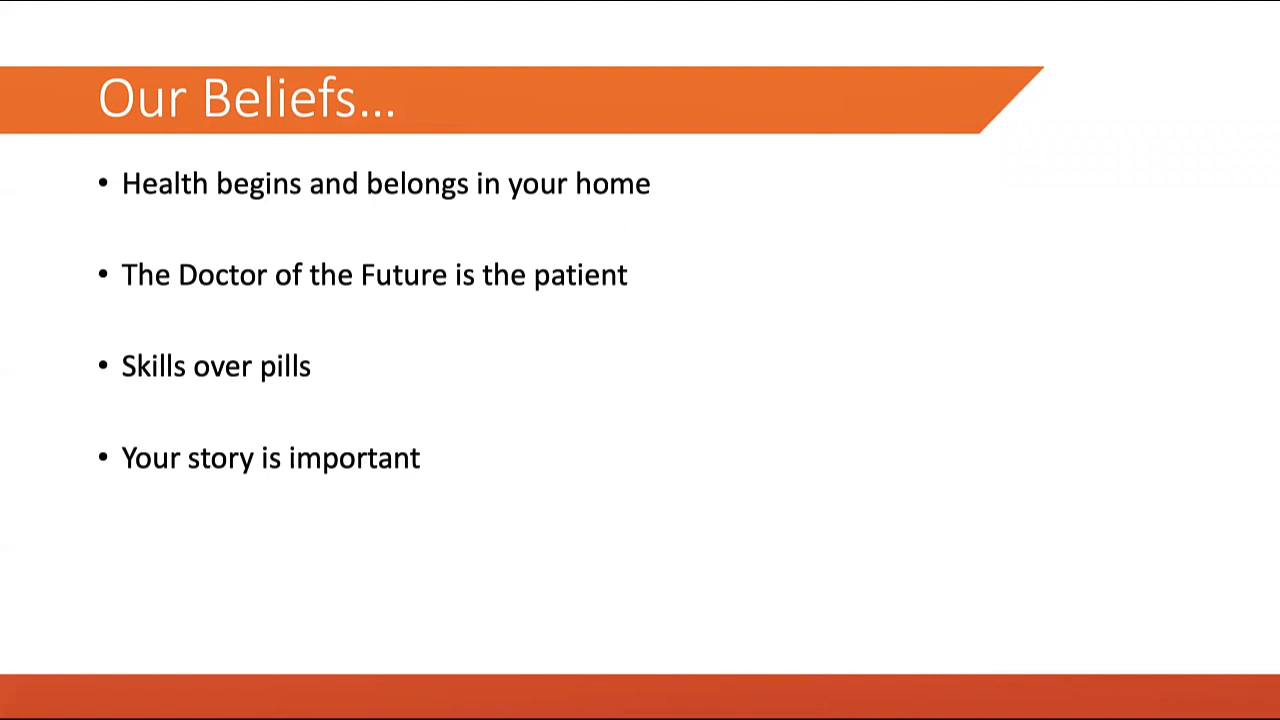 Our Beliefs...
• Health begins and belongs in your home
• The Doctor of the Future is the patient
• Skills over pills
• Your story is important